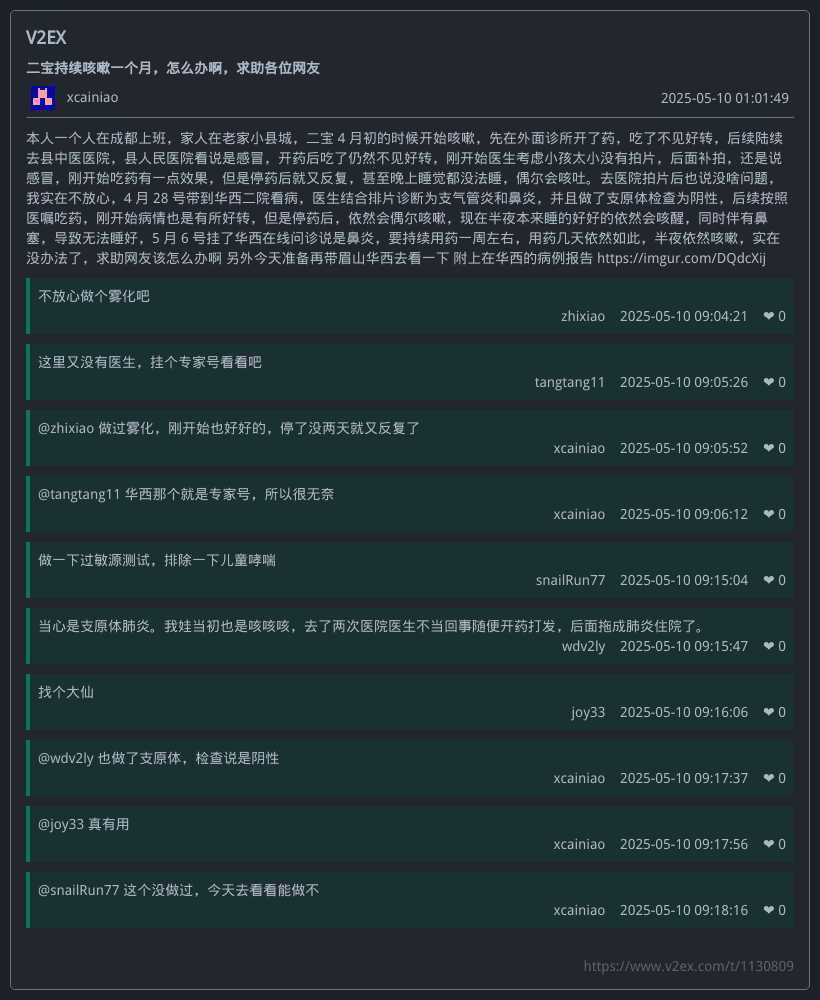 V2EX
二宝持续咳嗽一个月，怎么办啊，求助各位网友
xcainiao 2025-05-10 01:01:49
本人一个人在成都上班，家人在老家小县城，二宝 4 月初的时候开始咳嗽，先在外面诊所开了药，吃了不见好转，后续陆续
去县中医医院，县人民医院看说是感冒，开药后吃了仍然不见好转，刚开始医生考虑小孩太小没有拍片，后面补拍，还是说
感冒，刚开始吃药有一点效果，但是停药后就又反复，甚至晚上睡觉都没法睡，偶尔会咳吐。去医院拍片后也说没啥问题，
我实在不放心，4 月 28 号带到华西二院看病，医生结合排片诊断为支气管炎和鼻炎，并且做了支原体检查为阴性，后续按照
医嘱吃药，刚开始病情也是有所好转，但是停药后，依然会偶尔咳嗽，现在半夜本来睡的好好的依然会咳醒，同时伴有鼻
塞，导致无法睡好，5 月 6 号挂了华西在线问诊说是鼻炎，要持续用药一周左右，用药几天依然如此，半夜依然咳嗽，实在
没办法了，求助网友该怎么办啊 另外今天准备再带眉山华西去看一下 附上在华西的病例报告 https://imgur.com/DQdcXij
不放心做个雾化吧
zhixiao 2025-05-10 09:04:21 ❤ 0
这里又没有医生，挂个专家号看看吧
tangtang11 2025-05-10 09:05:26 ❤ 0
@zhixiao 做过雾化，刚开始也好好的，停了没两天就又反复了
xcainiao 2025-05-10 09:05:52 ❤ 0
@tangtang11 华西那个就是专家号，所以很无奈
xcainiao 2025-05-10 09:06:12 ❤ 0
做一下过敏源测试，排除一下儿童哮喘
snailRun77 2025-05-10 09:15:04 ❤ 0
当心是支原体肺炎。我娃当初也是咳咳咳，去了两次医院医生不当回事随便开药打发，后面拖成肺炎住院了。
wdv2ly 2025-05-10 09:15:47 ❤ 0
找个大仙
joy33 2025-05-10 09:16:06 ❤ 0
@wdv2ly 也做了支原体，检查说是阴性
xcainiao 2025-05-10 09:17:37 ❤ 0
@joy33 真有用
xcainiao 2025-05-10 09:17:56 ❤ 0
@snailRun77 这个没做过，今天去看看能做不
xcainiao 2025-05-10 09:18:16 ❤ 0
https://www.v2ex.com/t/1130809